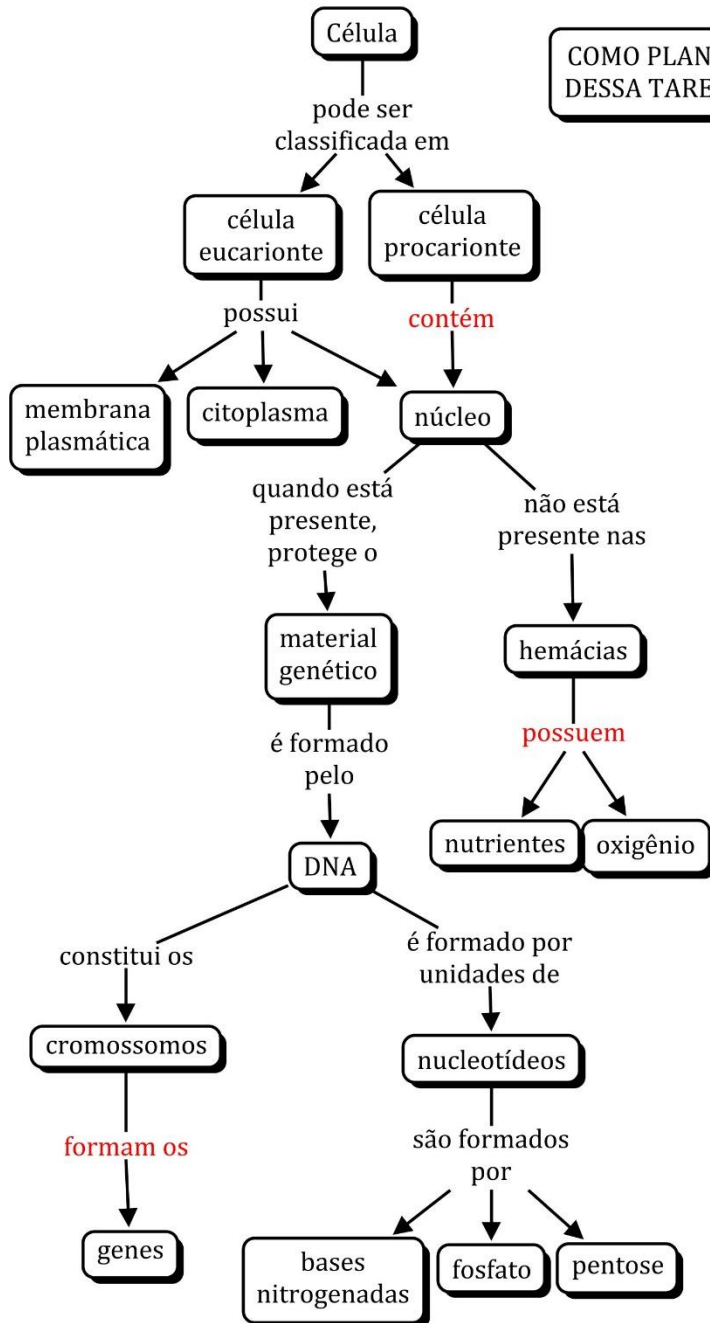 Célula
COMO PLAN
DESSA TARE
pode ser
classificada em
célula
eucarionte
célula
procarionte
possui
contém
membrana
plasmática
citoplasma
núcleo
quando está
presente,
protege o
não está
presente nas
material
genético
hemácias
é formado
pelo
possuem
nutrientes
oxigênio
DNA
constitui os
é formado por
unidades de
cromossomos
nucleotídeos
formam os
são formados
por
genes
bases
nitrogenadas
fosfato
pentose